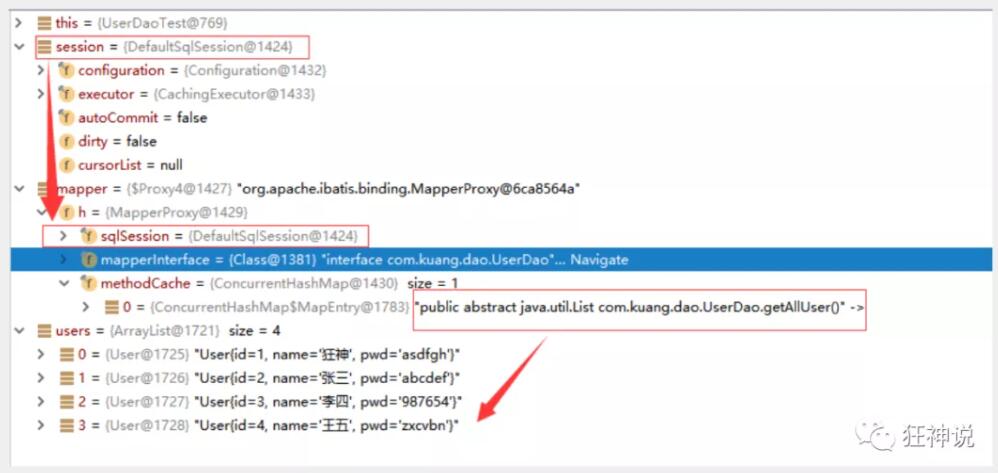 this = {UserDaoTest@769}
session = {DefaultSqlSession@1424}
configuration = {Configuration@1432}
executor = {CachingExecutor@1433}
autoCommit = false
dirty = false
cursorList = null
mapper = {$Proxy4@1427} "org.apache.ibatis.binding.MapperProxy@6ca8564a"
h = {MapperProxy@1429}
sqlSession = {DefaultSqlSession@1424}
mapperInterface = {Class@1381} "interface com.kuang.dao.UserDao"... Navigate
methodCache = {ConcurrentHashMap@1430} size = 1
0 = {ConcurrentHashMap$MapEntry@1783} "public abstract java.util.List com.kuang.dao.UserDao.getAllUser()" ->
users = {ArrayList@1721} size = 4
0 = {User@1725} "User{id=1, name='狂神', pwd='asdfgh'}"
1 = {User@1726} "User{id=2, name='张三', pwd='abcdef'}"
2 = {User@1727} "User{id=3, name='李四', pwd='987654'}"
3 = {User@1728} "User{id=4, name='王五', pwd='zxcvbn'}"
狂神说